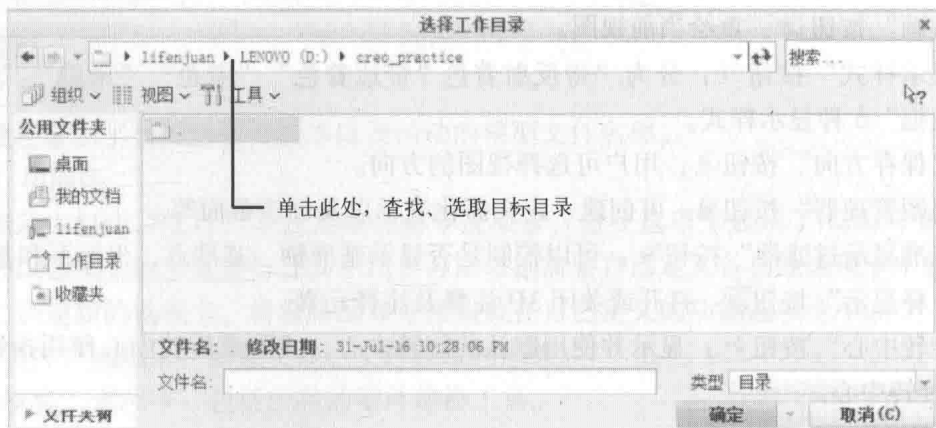 选择工作目录
lifenjuan ▶ LENOVO (D:) ▶ creo_practice
搜索...
组织 视图 工具
公用文件夹
桌面
我的文档
lifenjuan
工作目录
收藏夹
单击此处，查找、选取目标目录
文件名： 修改日期： 31-Jul-16 10:28:06 PM
文件名：
类型 目录
文件夹树
确定
取消(C)